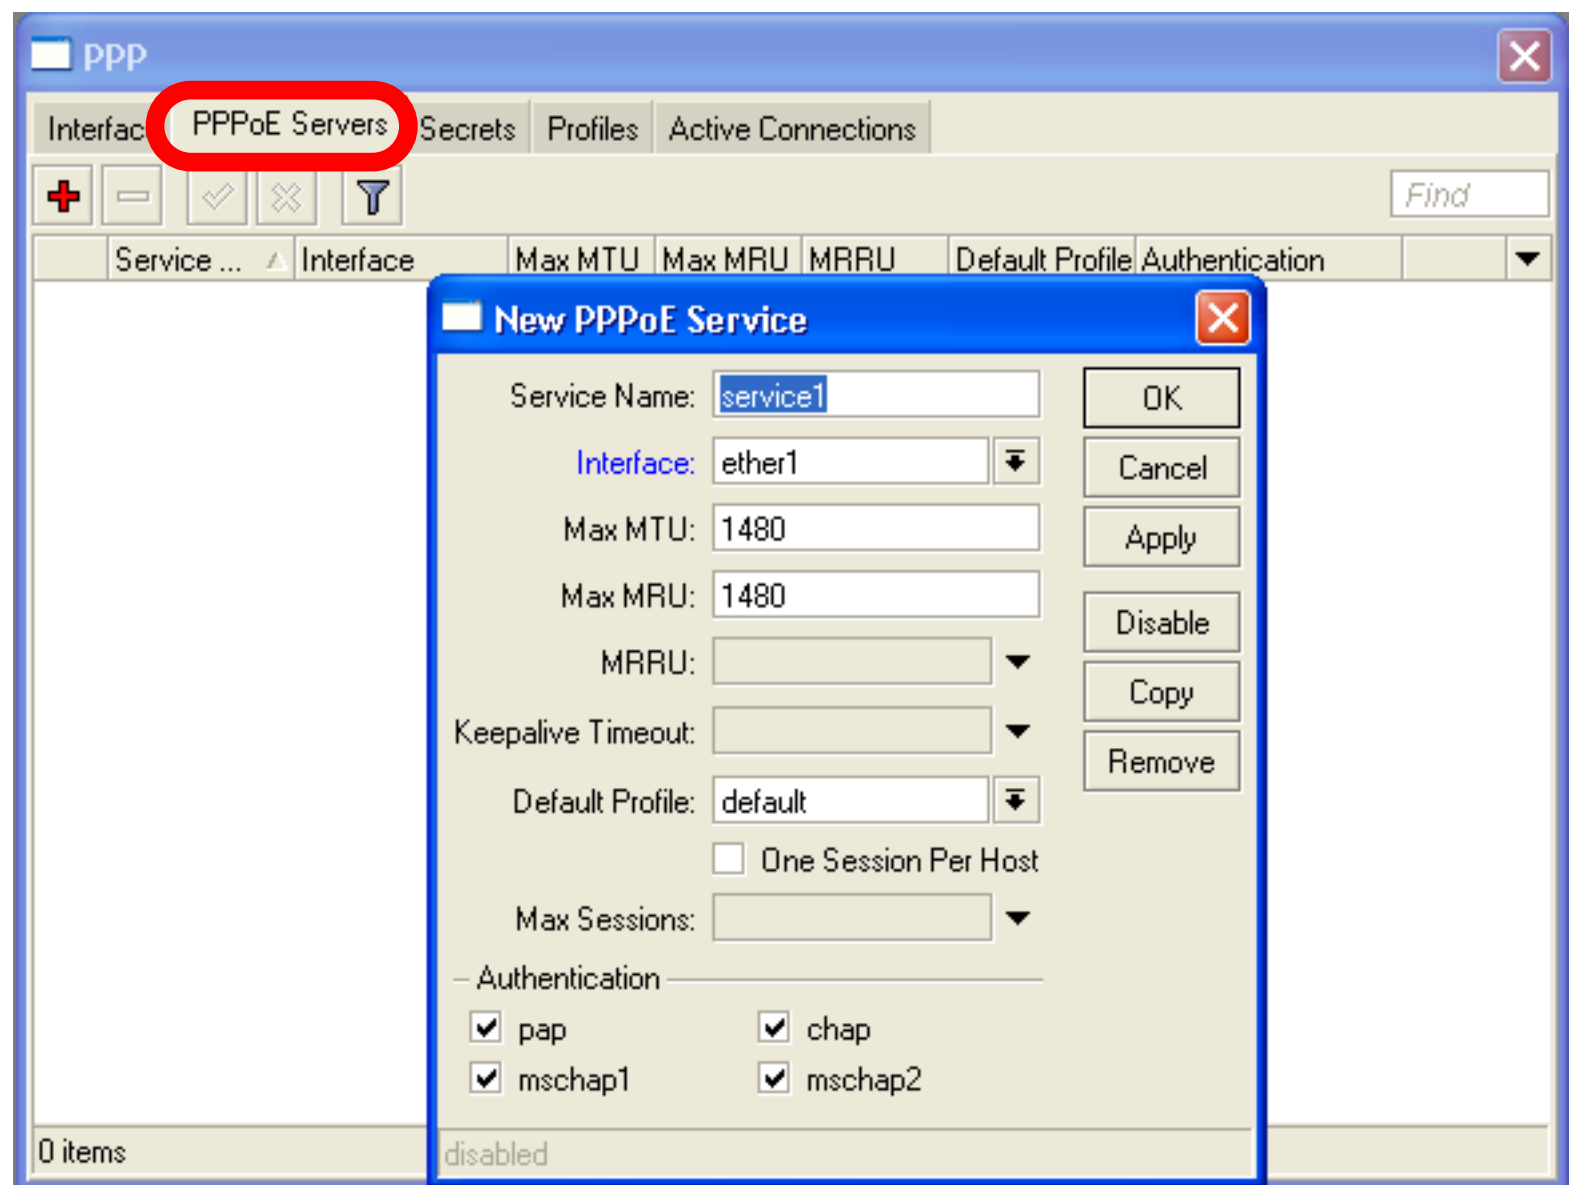 PPP
Interfac PPPoE Servers Secrets Profiles Active Connections
Find
Service ... Interface Max MTU Max MRU MRRU Default Profile Authentication
New PPPoE Service
Service Name: service1
OK
Interface: ether1
Cancel
Max MTU: 1480
Apply
Max MRU: 1480
Disable
MRRU:
Copy
Keepalive Timeout:
Remove
Default Profile: default
One Session Per Host
Max Sessions:
Authentication
pap chap
mschap1 mschap2
0 items
disabled